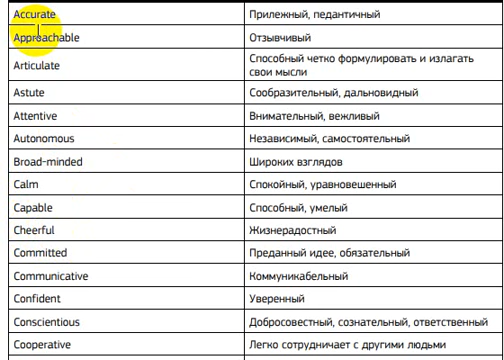 Accurate Прилежный, педантичный
Approachable Отзывчивый
Articulate Способный четко формулировать и излагать
свои мысли
Astute Сообразительный, дальновидный
Attentive Внимательный, вежливый
Autonomous Независимый, самостоятельный
Broad-minded Широких взглядов
Calm Спокойный, уравновешенный
Capable Способный, умелый
Cheerful Жизнерадостный
Committed Преданный идее, обязательный
Communicative Коммуникабельный
Confident Уверенный
Conscientious Добросовестный, сознательный, ответственный
Cooperative Легко сотрудничает с другими людьми